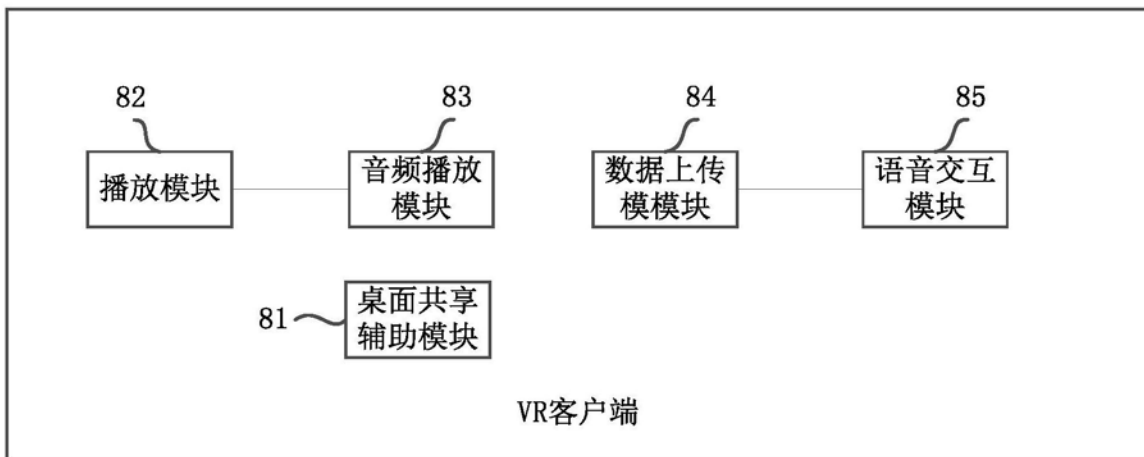 82
83
84
85
播放模块
音频播放
模块
数据上传
模模块
语音交互
模块
81
桌面共享
辅助模块
VR客户端